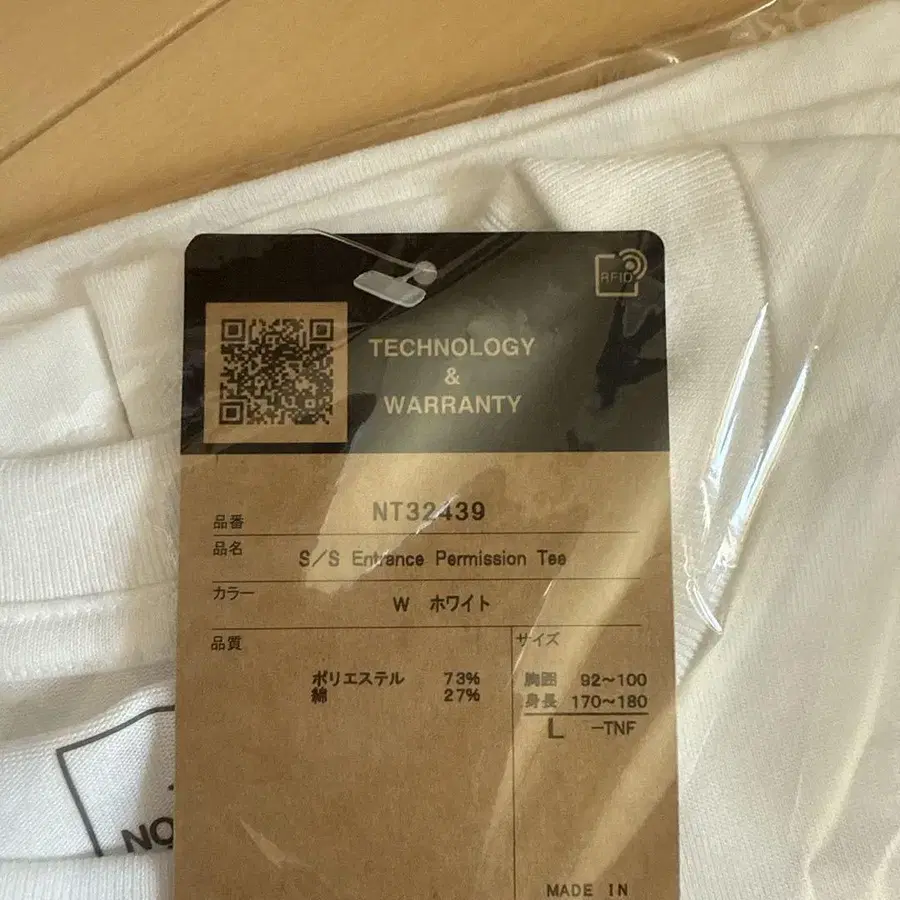 RFID
TECHNOLOGY
&
WARRANTY
品番 NT32439
品名 S/S Entrance Permission Tee
カラー W ホワイト
品質
ポリエステル 73%
綿 27%
サイズ
胸囲 92~100
身長 170~180
L -TNF
MADE IN
NO